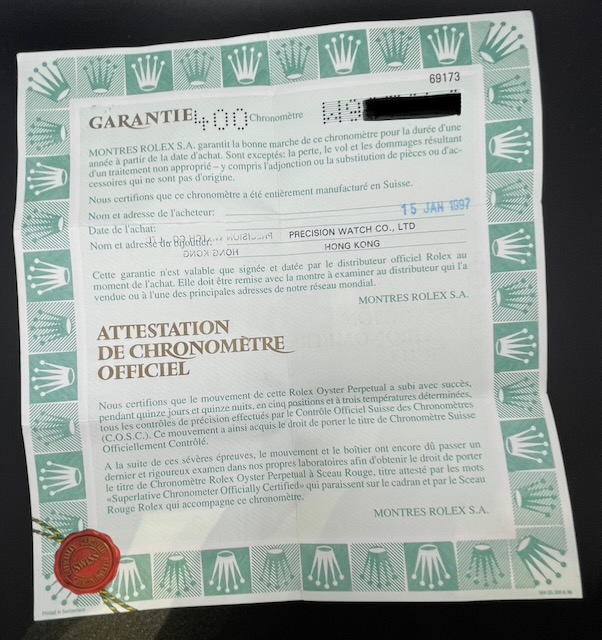 69173
GARANTIE 400 Chronomètre W9
MONTRES ROLEX S.A. garantit la bonne marche de ce chronomètre pour la durée d'une
année à partir de la date d'achat. Sont exceptés: la perte, le vol et les dommages résultant
d'un traitement non approprié – y compris l'adjonction ou la substitution de pièces ou d'ac-
cessoires qui ne sont pas d'origine.
Nous certifions que ce chronomètre a été entièrement manufacturé en Suisse.
Nom et adresse de l'acheteur:
Date de l'achat: 15 JAN 1997
Nom et adresse du bijoutier: PRECISION WATCH CO., LTD
HONG KONG
Cette garantie n'est valable que signée et datée par le distributeur officiel Rolex au
moment de l'achat. Elle doit être remise avec la montre à examiner au distributeur qui l'a
vendue ou à l'une des principales adresses de notre réseau mondial.
MONTRES ROLEX S.A.
ATTESTATION
DE CHRONOMÈTRE
OFFICIEL
Nous certifions que le mouvement de cette Rolex Oyster Perpetual a subi avec succès,
pendant quinze jours et quinze nuits, en cinq positions et à trois températures déterminées,
tous les contrôles de précision effectués par le Contrôle Officiel Suisse des Chronomètres
(C.O.S.C.). Ce mouvement a ainsi acquis le droit de porter le titre de Chronomètre Suisse
Officiellement Contrôlé.
A la suite de ces sévères épreuves, le mouvement et le boîtier ont encore dû passer un
dernier et rigoureux examen dans nos propres laboratoires afin d'obtenir le droit de porter
le titre de Chronomètre Rolex Oyster Perpetual à Sceau Rouge, titre attesté par les mots
«Superlative Chronometer Officially Certified» qui paraissent sur le cadran et par le Sceau
Rouge Rolex qui accompagne ce chronomètre.
MONTRES ROLEX S.A.
SWISS
Printed in Switzerland